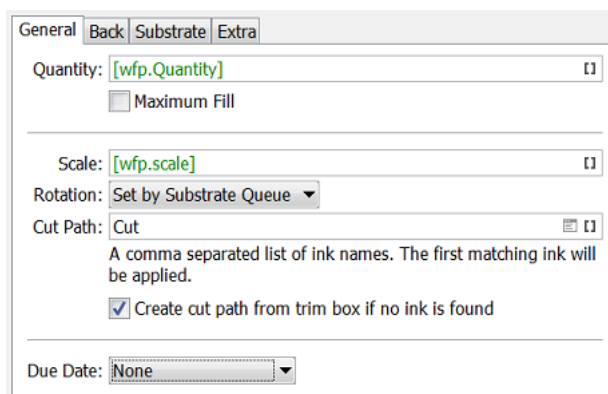 General Back Substrate Extra
Quantity: [wfp.Quantity] []
Maximum Fill
Scale: [wfp.scale] []
Rotation: Set by Substrate Queue
Cut Path: Cut []
A comma separated list of ink names. The first matching ink will
be applied.
Create cut path from trim box if no ink is found
Due Date: None